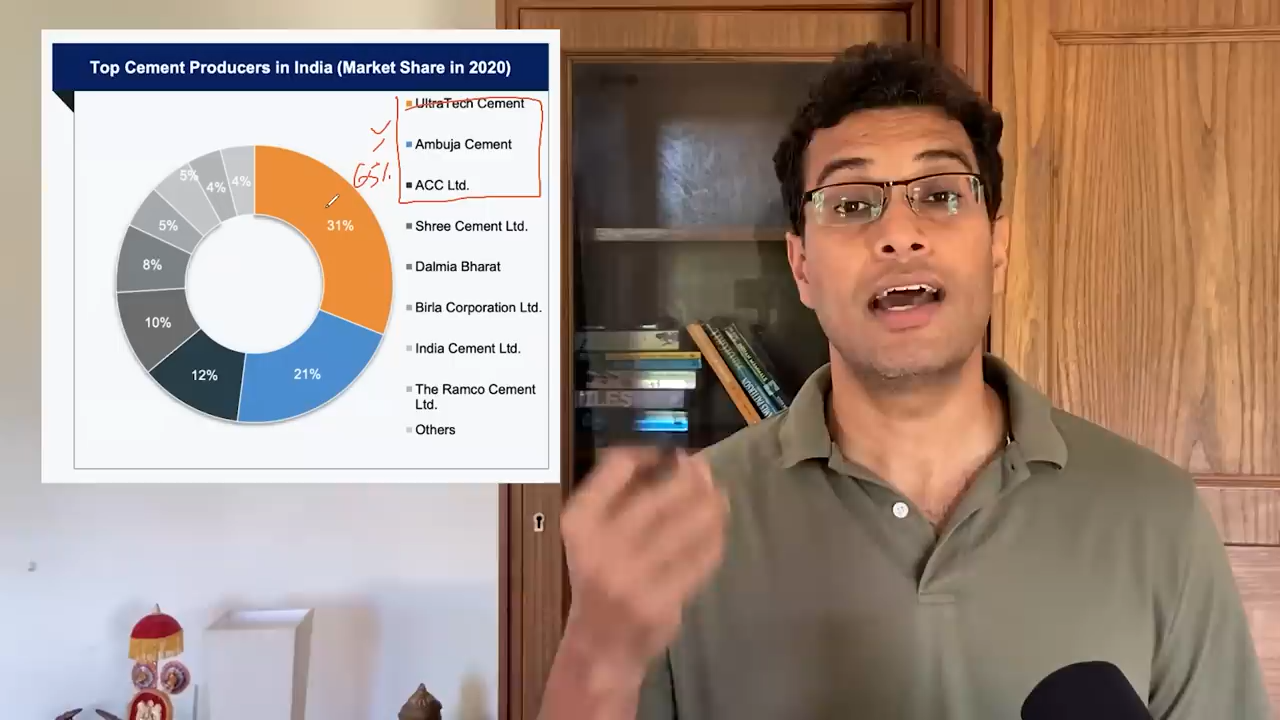 Top Cement Producers in India (Market Share in 2020)
UltraTech Cement
Ambuja Cement
65%
ACC Ltd.
Shree Cement Ltd.
Dalmia Bharat
Birla Corporation Ltd.
India Cement Ltd.
The Ramco Cement
Ltd.
Others
5%
4%
4%
31%
5%
8%
10%
21%
12%